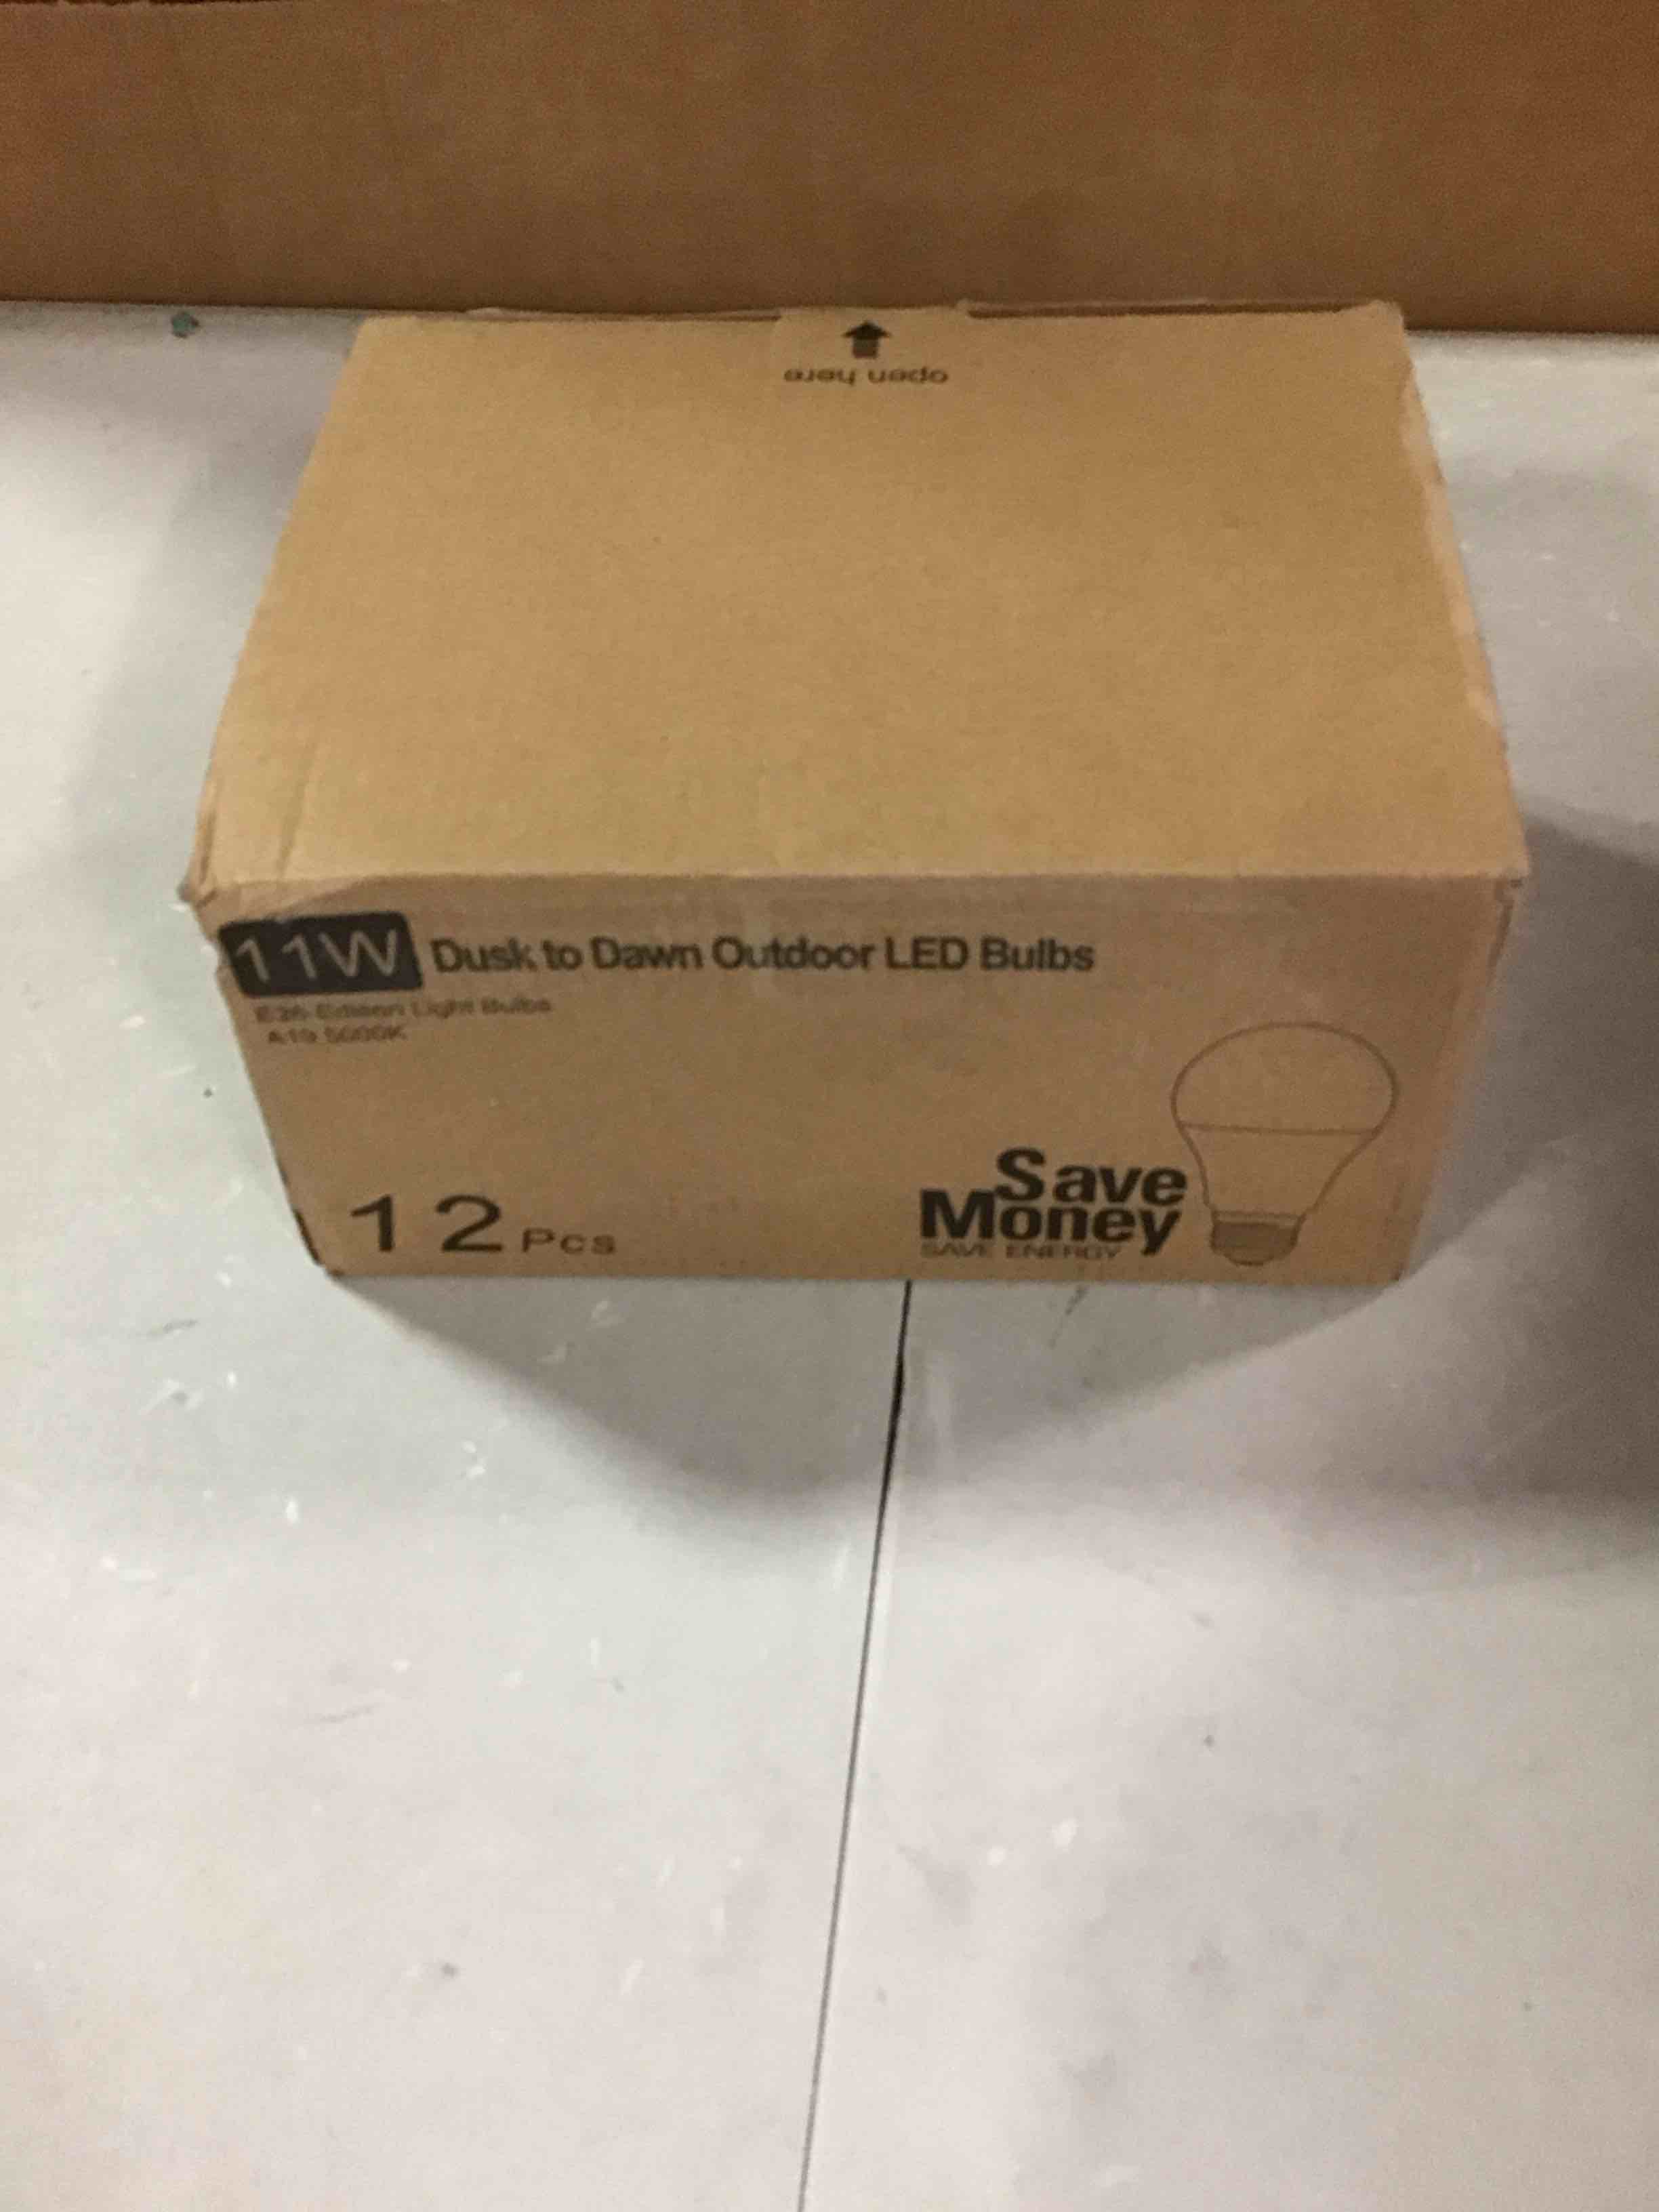 open here
11W Dusk to Dawn Outdoor LED Bulbs
E26 Edison Light Bulbs
A19 5000K
12 Pcs
Save
Money
SAVE ENERGY